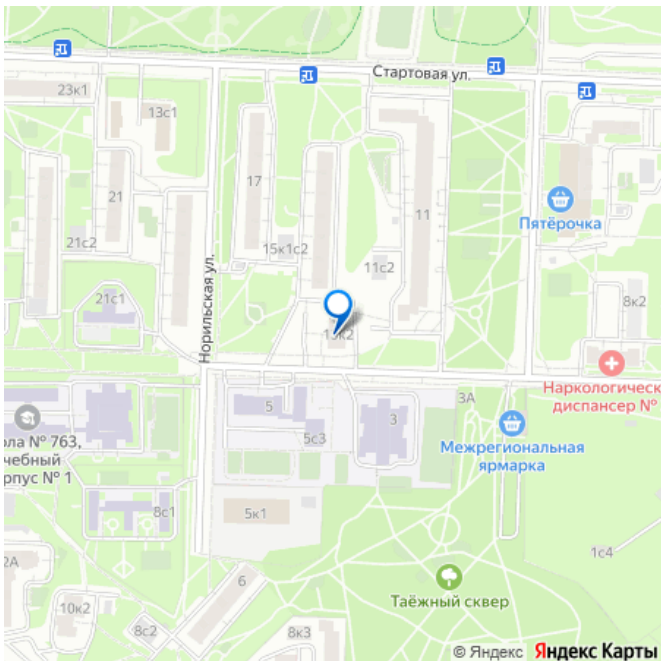 Стартовая ул.
23к1
13с1
17
21
11
Пятёрочка
21с2
15к1с2
11с2
Норильская ул.
21с1
8к2
15к2
Наркологическ
диспансер №
5
3
3А
ола № 763,
чебный
рпус № 1
5с3
Межрегиональная
ярмарка
8с1
5к1
1с4
2А
6
Таёжный сквер
10к2
8с2
8к3
© Яндекс Яндекс Карты